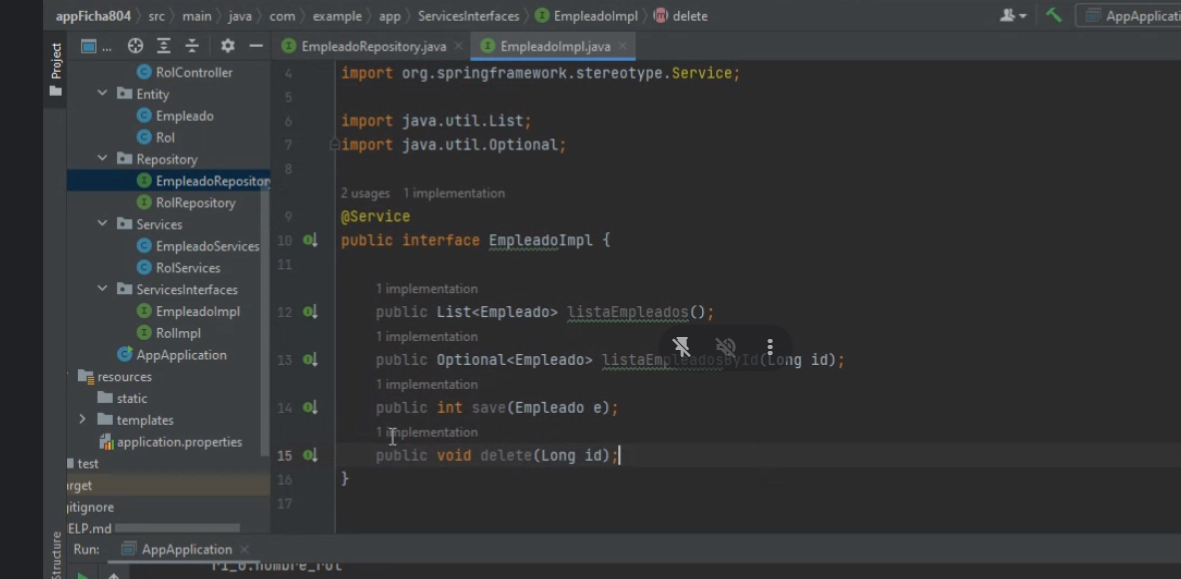 appFicha804 〉 src 〉 main 〉 java 〉 com 〉 example 〉 app 〉 ServicesInterfaces 〉 EmpleadoImpl 〉 delete
AppApplicati
Project
...
EmpleadoRepository.java
EmpleadoImpl.java
RolController
Entity
Empleado
Rol
Repository
EmpleadoRepository
RolRepository
Services
EmpleadoServices
RolServices
ServicesInterfaces
EmpleadoImpl
RolImpl
AppApplication
resources
static
templates
application.properties
test
rget
jitignore
ELP.md
4 import org.springframework.stereotype.Service;
5
6 import java.util.List;
7 import java.util.Optional;
8
2 usages 1 implementation
9 @Service
10 public interface EmpleadoImpl {
11
1 implementation
12 public List<Empleado> listaEmpleados();
1 implementation
13 public Optional<Empleado> listaEmpleadosById(Long id);
1 implementation
14 public int save(Empleado e);
1 implementation
15 public void delete(Long id);
16 }
17
Structure
Run: AppApplication
r1_0.nombre_rol